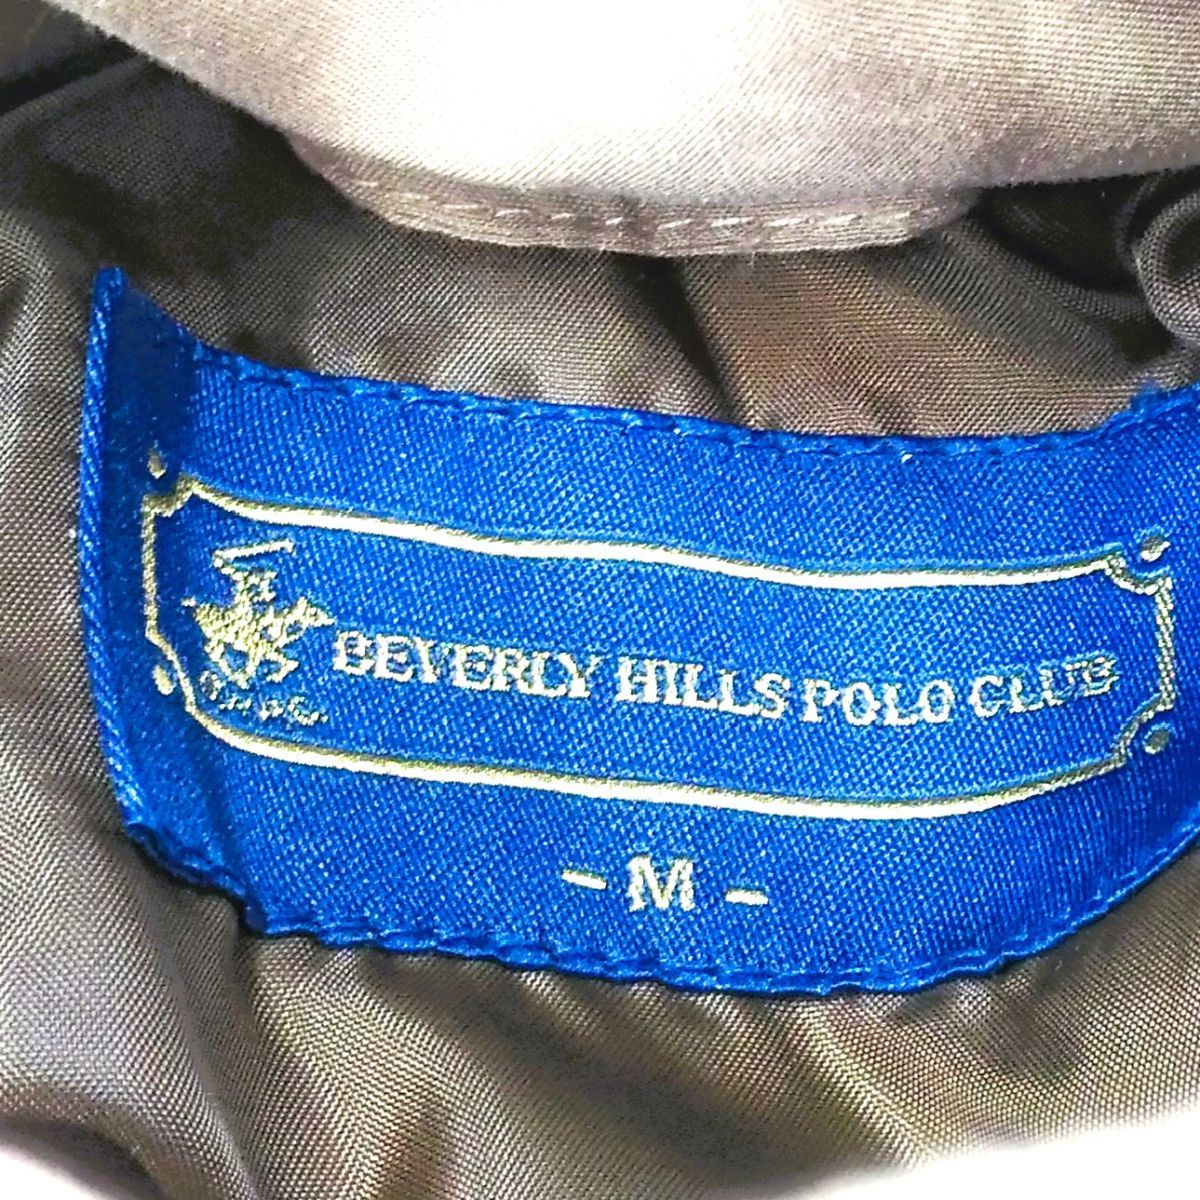 B.H.P.C.
BEVERLY HILLS POLO CLUB
- M -